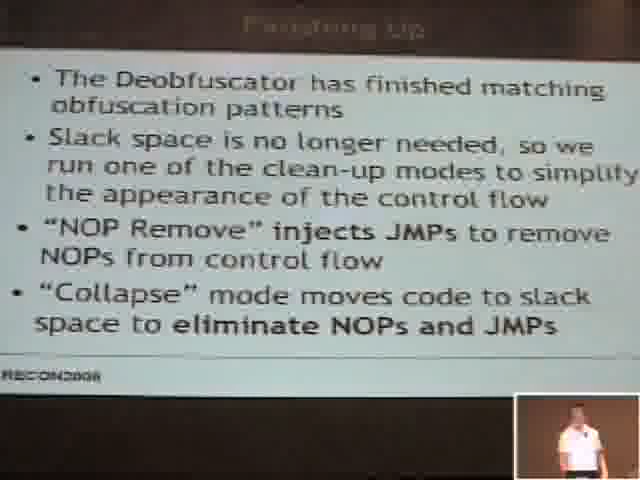 Finishing Up
• The Deobfuscator has finished matching
obfuscation patterns
• Slack space is no longer needed, so we
run one of the clean-up modes to simplify
the appearance of the control flow
• “NOP Remove” injects JMPs to remove
NOPs from control flow
• “Collapse” mode moves code to slack
space to eliminate NOPs and JMPs
RECON2008